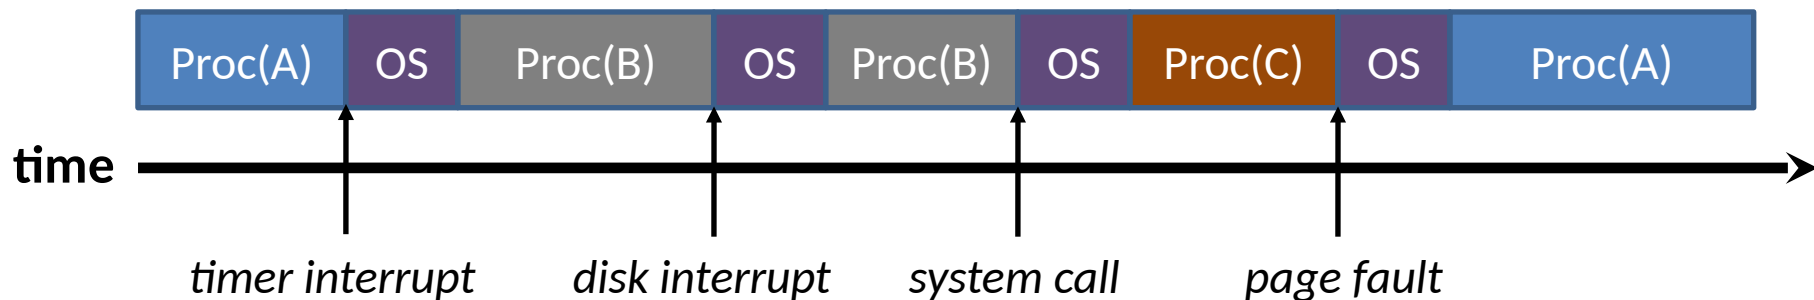 Proc(A) OS Proc(B) OS Proc(B) OS Proc(C) OS Proc(A)
time
timer interrupt disk interrupt system call page fault